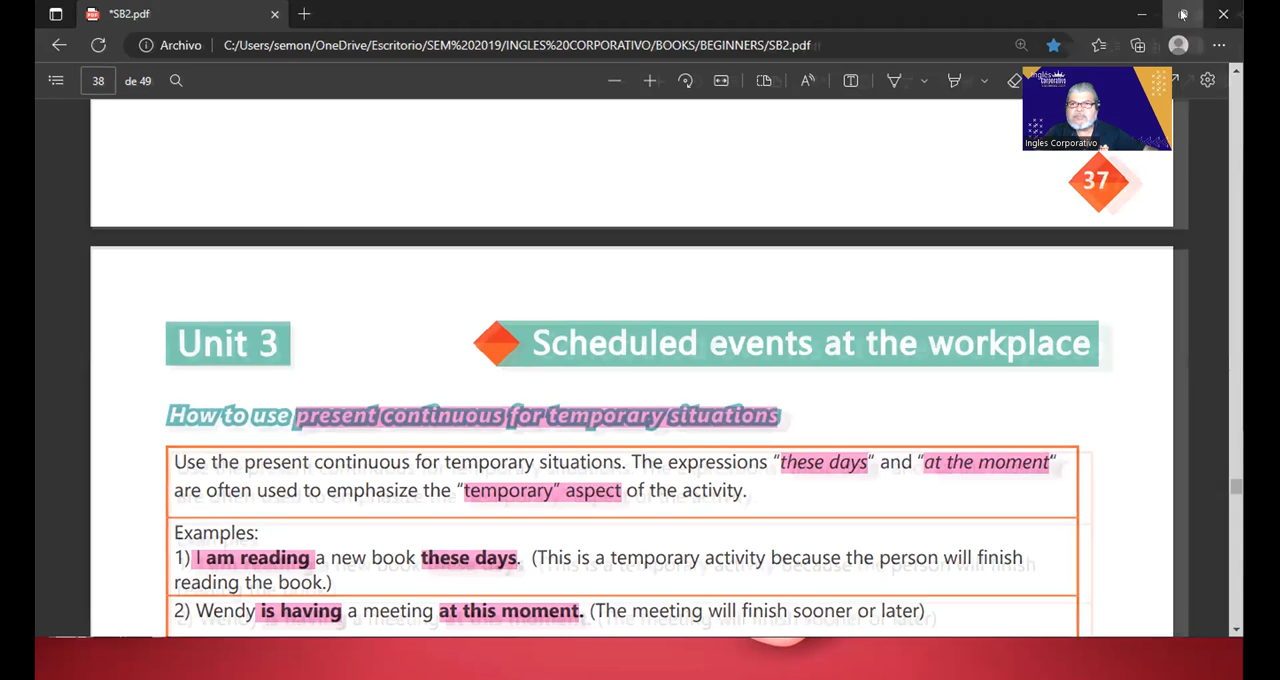 *SB2.pdf
Archivo C:/Users/semon/OneDrive/Escritorio/SEM%202019/INGLES%20CORPORATIVO/BOOKS/BEGINNERS/SB2.pdf
38 de 49
Inglés Corporativo
Ingles Corporativo
37
Unit 3
Scheduled events at the workplace
How to use present continuous for temporary situations
Use the present continuous for temporary situations. The expressions "these days" and "at the moment"
are often used to emphasize the "temporary" aspect of the activity.
Examples:
1) I am reading a new book these days. (This is a temporary activity because the person will finish
reading the book.)
2) Wendy is having a meeting at this moment. (The meeting will finish sooner or later)